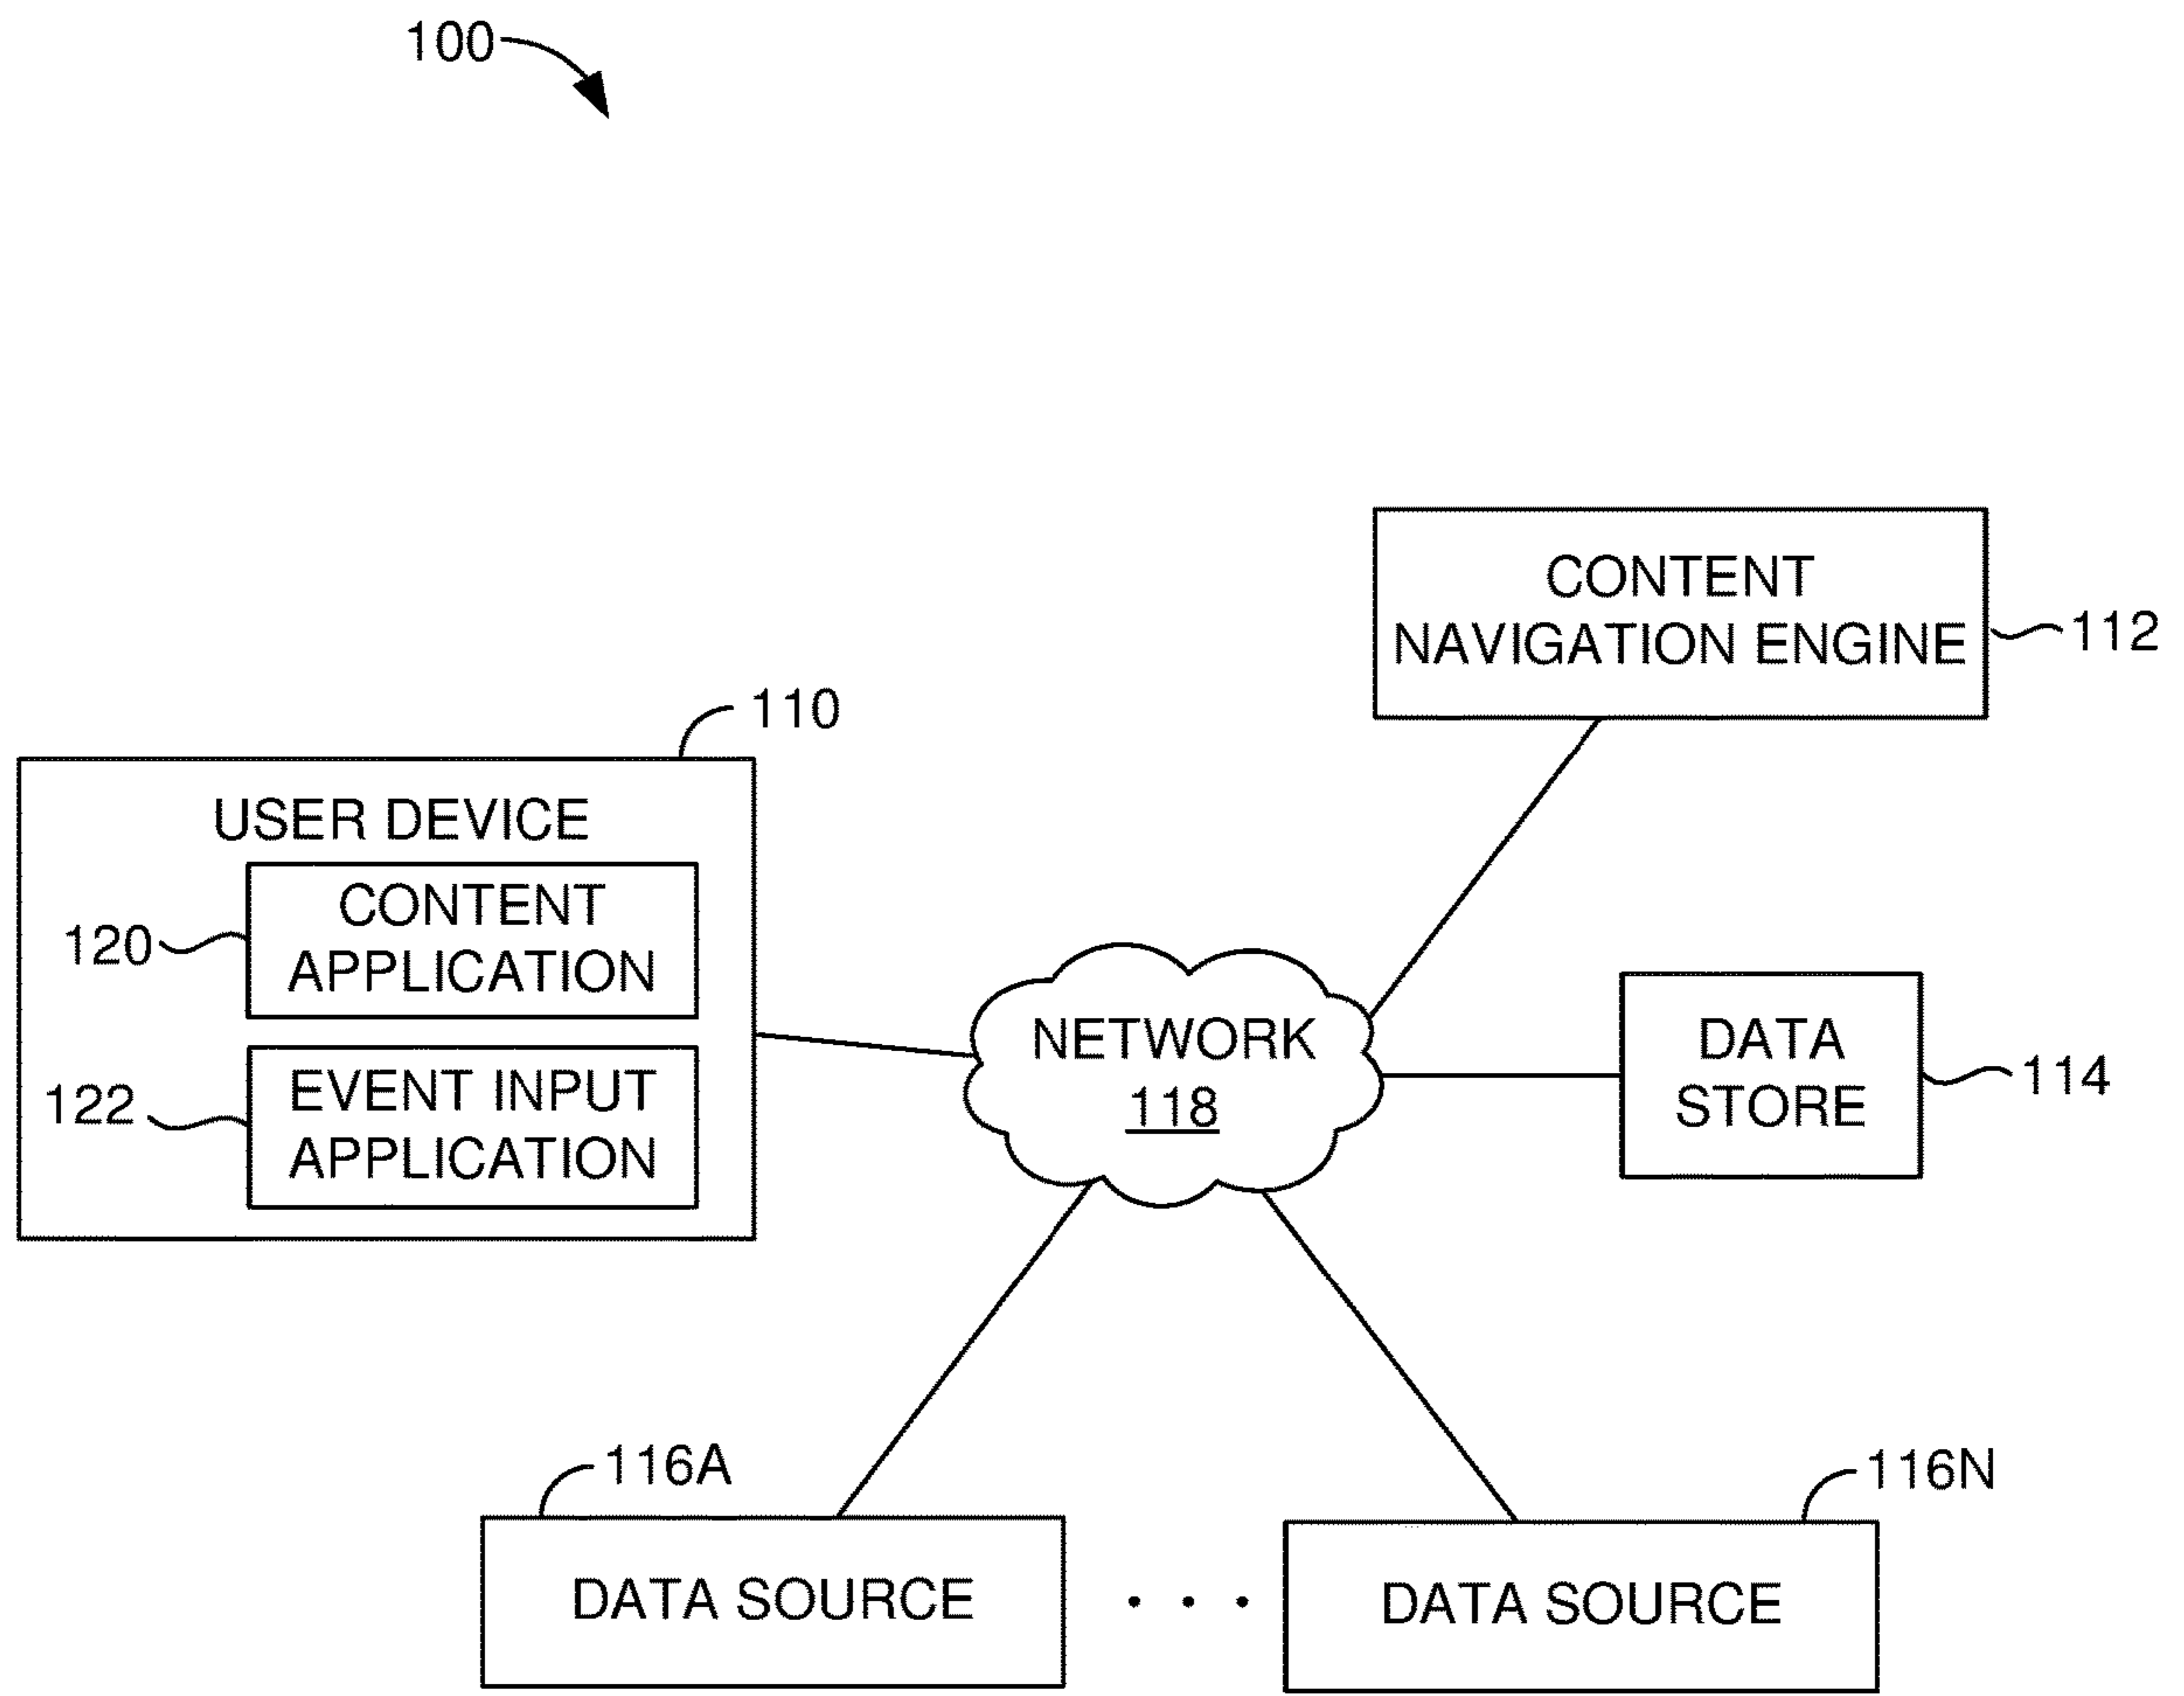 100
CONTENT
NAVIGATION ENGINE
112
110
USER DEVICE
CONTENT
APPLICATION
120
EVENT INPUT
APPLICATION
122
NETWORK
118
DATA
STORE
114
116A
DATA SOURCE
. . .
116N
DATA SOURCE